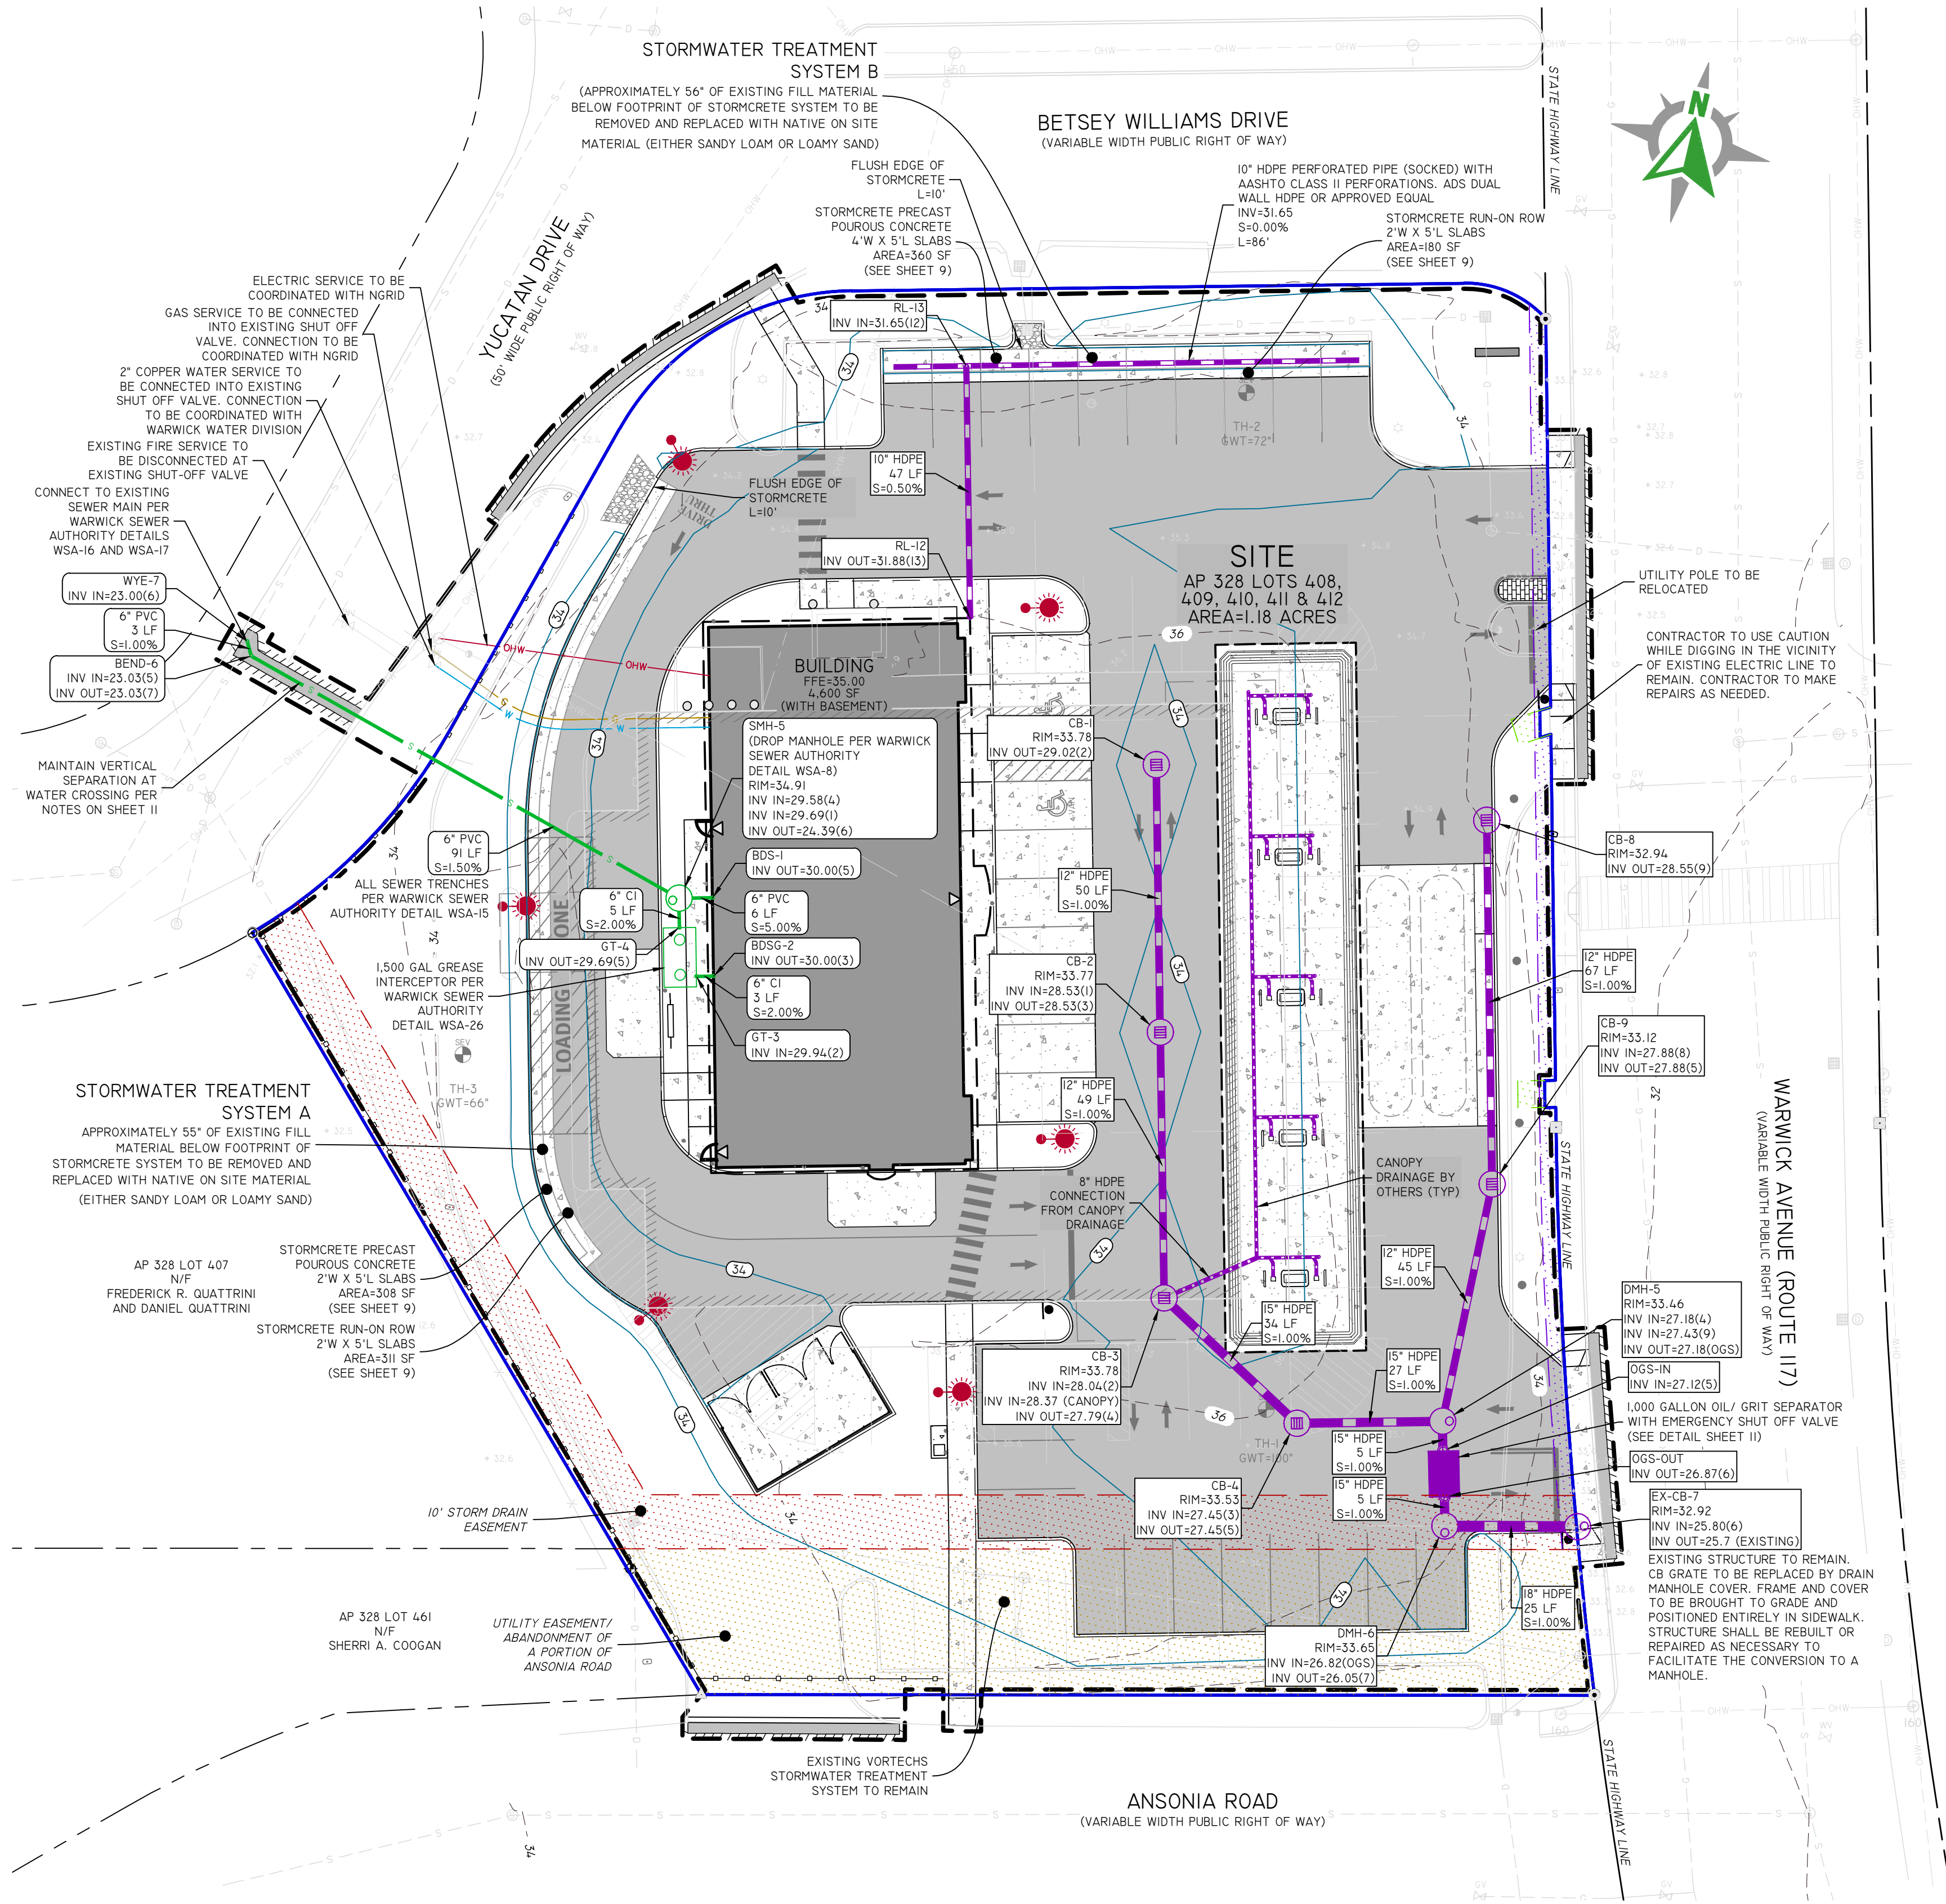 STORMWATER TREATMENT
SYSTEM B
(APPROXIMATELY 56" OF EXISTING FILL MATERIAL
BELOW FOOTPRINT OF STORMCRETE SYSTEM TO BE
REMOVED AND REPLACED WITH NATIVE ON SITE
MATERIAL (EITHER SANDY LOAM OR LOAMY SAND)
BETSEY WILLIAMS DRIVE
(VARIABLE WIDTH PUBLIC RIGHT OF WAY)
STATE HIGHWAY LINE
N
FLUSH EDGE OF
STORMCRETE
L=10'
STORMCRETE PRECAST
POUROUS CONCRETE
4'W X 5'L SLABS
AREA=360 SF
(SEE SHEET 9)
10" HDPE PERFORATED PIPE (SOCKED) WITH
AASHTO CLASS II PERFORATIONS. ADS DUAL
WALL HDPE OR APPROVED EQUAL
INV=31.65
S=0.00%
L=86'
STORMCRETE RUN-ON ROW
2'W X 5'L SLABS
AREA=180 SF
(SEE SHEET 9)
YUCATAN DRIVE
(50' WIDE PUBLIC RIGHT OF WAY)
ELECTRIC SERVICE TO BE
COORDINATED WITH NGRID
GAS SERVICE TO BE CONNECTED
INTO EXISTING SHUT OFF
VALVE. CONNECTION TO BE
COORDINATED WITH NGRID
2" COPPER WATER SERVICE TO
BE CONNECTED INTO EXISTING
SHUT OFF VALVE. CONNECTION
TO BE COORDINATED WITH
WARWICK WATER DIVISION
EXISTING FIRE SERVICE TO
BE DISCONNECTED AT
EXISTING SHUT-OFF VALVE
CONNECT TO EXISTING
SEWER MAIN PER
WARWICK SEWER
AUTHORITY DETAILS
WSA-16 AND WSA-17
WYE-7
INV IN=23.00(6)
6" PVC
3 LF
S=1.00%
BEND-6
INV IN=23.03(5)
INV OUT=23.03(7)
MAINTAIN VERTICAL
SEPARATION AT
WATER CROSSING PER
NOTES ON SHEET 11
RL-13
INV IN=31.65(12)
10" HDPE
47 LF
S=0.50%
TH-2
GWT=72"
FLUSH EDGE OF
STORMCRETE
L=10'
DRIVE
THRU
RL-12
INV OUT=31.88(13)
SITE
AP 328 LOTS 408,
409, 410, 411 & 412
AREA=1.18 ACRES
UTILITY POLE TO BE
RELOCATED
CONTRACTOR TO USE CAUTION
WHILE DIGGING IN THE VICINITY
OF EXISTING ELECTRIC LINE TO
REMAIN. CONTRACTOR TO MAKE
REPAIRS AS NEEDED.
OHW
OHW
G
W
W
BUILDING
FFE=35.00
4,600 SF
(WITH BASEMENT)
SMH-5
(DROP MANHOLE PER WARWICK
SEWER AUTHORITY
DETAIL WSA-8)
RIM=34.91
INV IN=29.58(4)
INV IN=29.69(1)
INV OUT=24.39(6)
CB-1
RIM=33.78
INV OUT=29.02(2)
6" PVC
91 LF
S=1.50%
ALL SEWER TRENCHES
PER WARWICK SEWER
AUTHORITY DETAIL WSA-15
BDS-1
INV OUT=30.00(5)
6" CI
5 LF
S=2.00%
6" PVC
6 LF
S=5.00%
GT-4
INV OUT=29.69(5)
BDSG-2
INV OUT=30.00(3)
6" CI
3 LF
S=2.00%
GT-3
INV IN=29.94(2)
1,500 GAL GREASE
INTERCEPTOR PER
WARWICK SEWER
AUTHORITY
DETAIL WSA-26
LOADING ZONE
TH-3
GWT=66"
12" HDPE
50 LF
S=1.00%
CB-2
RIM=33.77
INV IN=28.53(1)
INV OUT=28.53(3)
12" HDPE
49 LF
S=1.00%
CB-8
RIM=32.94
INV OUT=28.55(9)
12" HDPE
67 LF
S=1.00%
CB-9
RIM=33.12
INV IN=27.88(8)
INV OUT=27.88(5)
WARWICK AVENUE (ROUTE 117)
(VARIABLE WIDTH PUBLIC RIGHT OF WAY)
STATE HIGHWAY LINE
STORMWATER TREATMENT
SYSTEM A
APPROXIMATELY 55" OF EXISTING FILL
MATERIAL BELOW FOOTPRINT OF
STORMCRETE SYSTEM TO BE REMOVED AND
REPLACED WITH NATIVE ON SITE MATERIAL
(EITHER SANDY LOAM OR LOAMY SAND)
AP 328 LOT 407
N/F
FREDERICK R. QUATTRINI
AND DANIEL QUATTRINI
STORMCRETE PRECAST
POUROUS CONCRETE
2'W X 5'L SLABS
AREA=308 SF
(SEE SHEET 9)
STORMCRETE RUN-ON ROW
2'W X 5'L SLABS
AREA=311 SF
(SEE SHEET 9)
8" HDPE
CONNECTION
FROM CANOPY
DRAINAGE
CANOPY
DRAINAGE BY
OTHERS (TYP)
12" HDPE
45 LF
S=1.00%
15" HDPE
34 LF
S=1.00%
15" HDPE
27 LF
S=1.00%
CB-3
RIM=33.78
INV IN=28.04(2)
INV IN=28.37 (CANOPY)
INV OUT=27.79(4)
DMH-5
RIM=33.46
INV IN=27.18(4)
INV IN=27.43(9)
INV OUT=27.18(OGS)
OGS-IN
INV IN=27.12(5)
1,000 GALLON OIL/ GRIT SEPARATOR
WITH EMERGENCY SHUT OFF VALVE
(SEE DETAIL SHEET 11)
OGS-OUT
INV OUT=26.87(6)
TH-1
GWT=100"
15" HDPE
5 LF
S=1.00%
15" HDPE
5 LF
S=1.00%
CB-4
RIM=33.53
INV IN=27.45(3)
INV OUT=27.45(5)
EX-CB-7
RIM=32.92
INV IN=25.80(6)
INV OUT=25.7 (EXISTING)
EXISTING STRUCTURE TO REMAIN.
CB GRATE TO BE REPLACED BY DRAIN
MANHOLE COVER. FRAME AND COVER
TO BE BROUGHT TO GRADE AND
POSITIONED ENTIRELY IN SIDEWALK.
STRUCTURE SHALL BE REBUILT OR
REPAIRED AS NECESSARY TO
FACILITATE THE CONVERSION TO A
MANHOLE.
18" HDPE
25 LF
S=1.00%
DMH-6
RIM=33.65
INV IN=26.82(OGS)
INV OUT=26.05(7)
10' STORM DRAIN
EASEMENT
AP 328 LOT 461
N/F
SHERRI A. COOGAN
UTILITY EASEMENT/
ABANDONMENT OF
A PORTION OF
ANSONIA ROAD
EXISTING VORTECHS
STORMWATER TREATMENT
SYSTEM TO REMAIN
ANSONIA ROAD
(VARIABLE WIDTH PUBLIC RIGHT OF WAY)
STATE HIGHWAY LINE